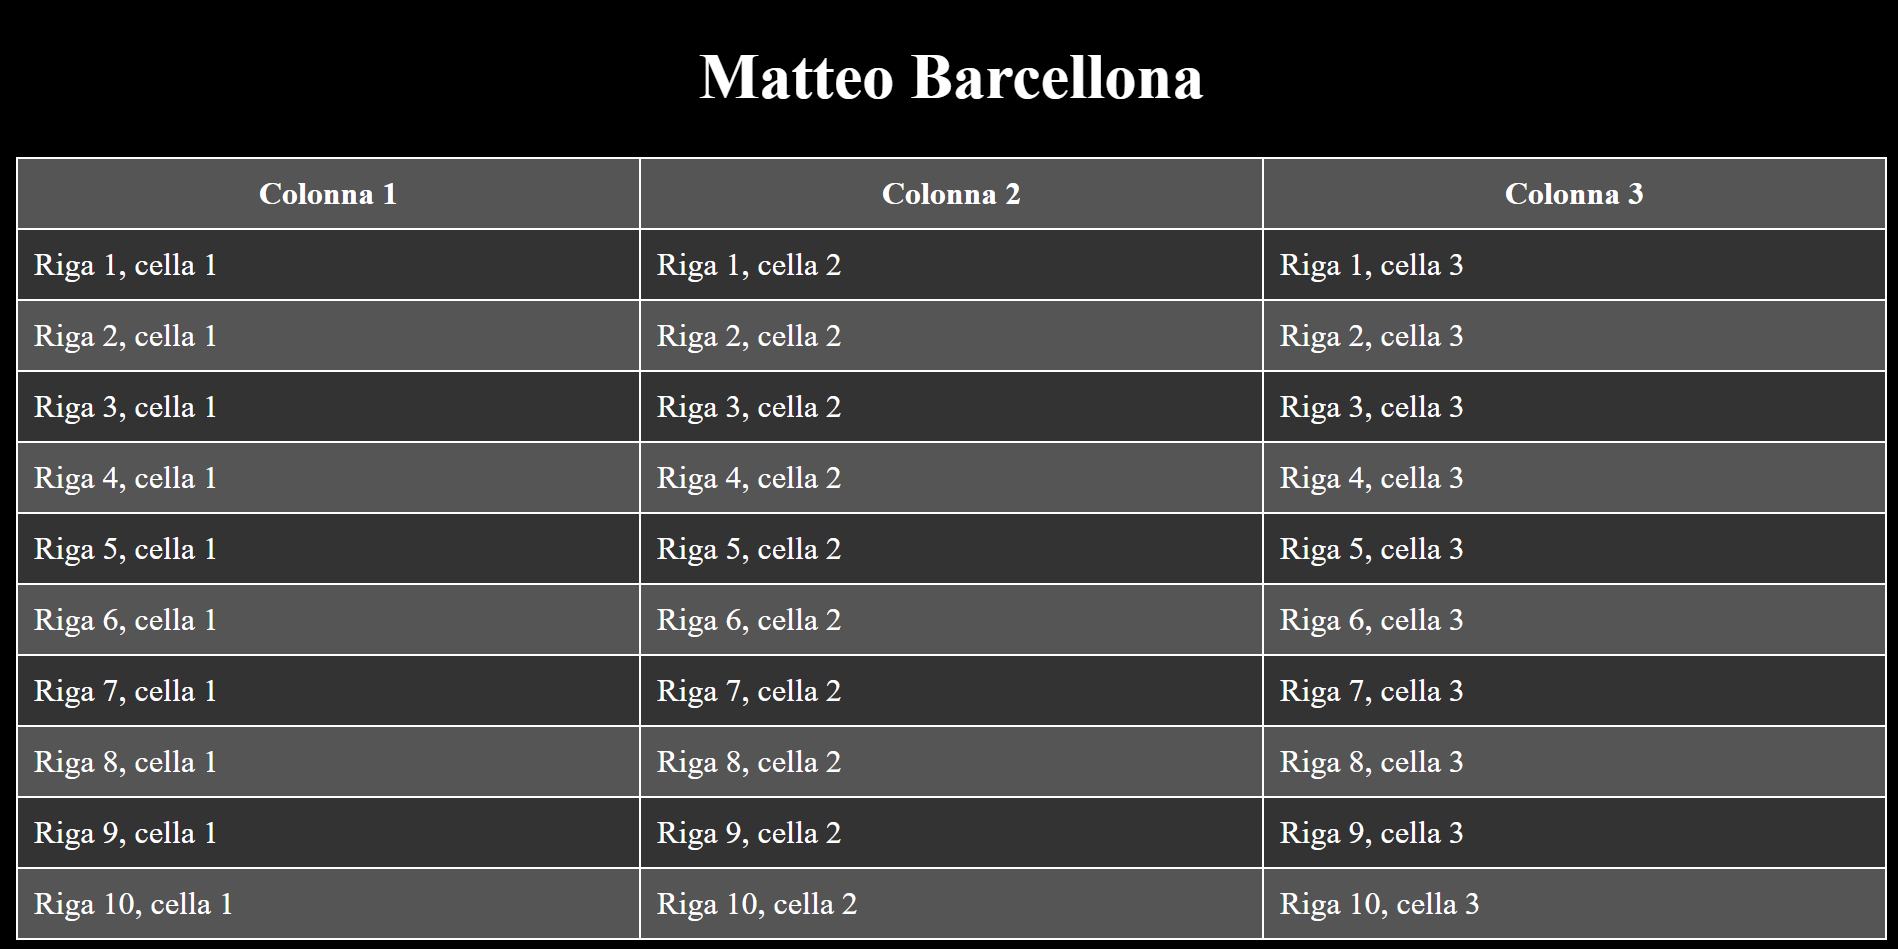 Matteo Barcellona
Colonna 1 Colonna 2 Colonna 3
Riga 1, cella 1 Riga 1, cella 2 Riga 1, cella 3
Riga 2, cella 1 Riga 2, cella 2 Riga 2, cella 3
Riga 3, cella 1 Riga 3, cella 2 Riga 3, cella 3
Riga 4, cella 1 Riga 4, cella 2 Riga 4, cella 3
Riga 5, cella 1 Riga 5, cella 2 Riga 5, cella 3
Riga 6, cella 1 Riga 6, cella 2 Riga 6, cella 3
Riga 7, cella 1 Riga 7, cella 2 Riga 7, cella 3
Riga 8, cella 1 Riga 8, cella 2 Riga 8, cella 3
Riga 9, cella 1 Riga 9, cella 2 Riga 9, cella 3
Riga 10, cella 1 Riga 10, cella 2 Riga 10, cella 3